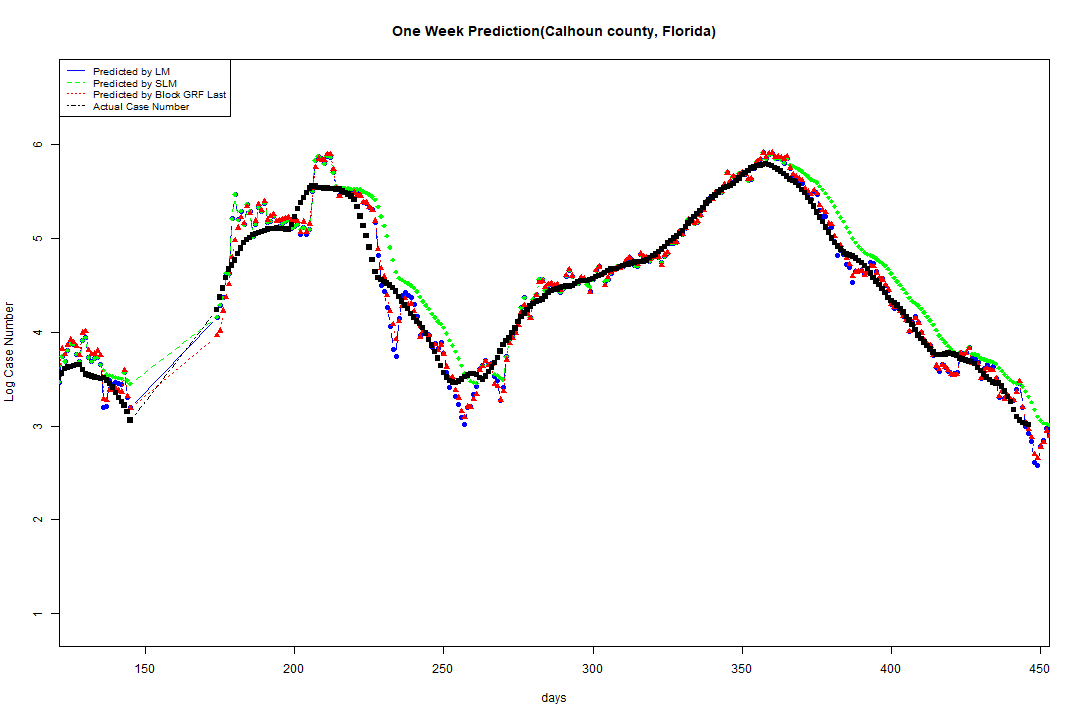 One Week Prediction(Calhoun county, Florida)
Predicted by LM
Predicted by SLM
Predicted by Block GRF Last
Actual Case Number
Log Case Number
6
5
4
3
2
1
150 200 250 300 350 400 450
days